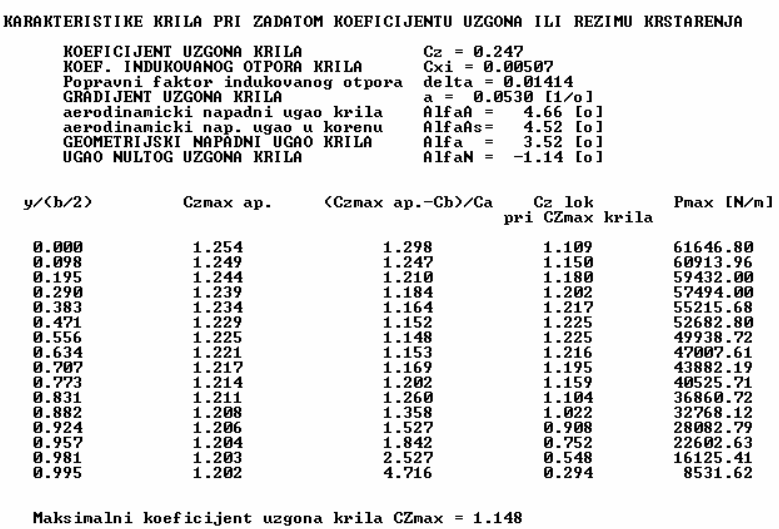 KARAKTERISTIKE KRILA PRI ZADATOM KOEFICIJENTU UZGONA ILI REZIMU KRSTARENJA
KOEFICIJENT UZGONA KRILA Cz = 0.247
KOEF. INDUKOVANOG OTPORA KRILA Cxi = 0.00507
Popravni faktor indukovanog otpora delta = 0.01414
GRADIJENT UZGONA KRILA a = 0.0530 [1/o]
aerodinamicki napadni ugao krila AlfaA = 4.66 [o]
aerodinamicki nap. ugao u korenu AlfaAs= 4.52 [o]
GEOMETRIJSKI NAPADNI UGAO KRILA Alfa = 3.52 [o]
UGAO NULTOG UZGONA KRILA AlfaN = -1.14 [o]
y/(b/2) Czmax ap. (Czmax ap.-Cb)/Ca Cz lok Pmax [N/m]
pri CZmax krila
0.000 1.254 1.298 1.109 61646.80
0.098 1.249 1.247 1.150 60913.96
0.195 1.244 1.210 1.180 59432.00
0.290 1.239 1.184 1.202 57494.00
0.383 1.234 1.164 1.217 55215.68
0.471 1.229 1.152 1.225 52682.80
0.556 1.225 1.148 1.225 49938.72
0.634 1.221 1.153 1.216 47007.61
0.707 1.217 1.169 1.195 43882.19
0.773 1.214 1.202 1.159 40525.71
0.831 1.211 1.260 1.104 36860.72
0.882 1.208 1.358 1.022 32768.12
0.924 1.206 1.527 0.908 28082.79
0.957 1.204 1.842 0.752 22602.63
0.981 1.203 2.527 0.548 16125.41
0.995 1.202 4.716 0.294 8531.62
Maksimalni koeficijent uzgona krila CZmax = 1.148